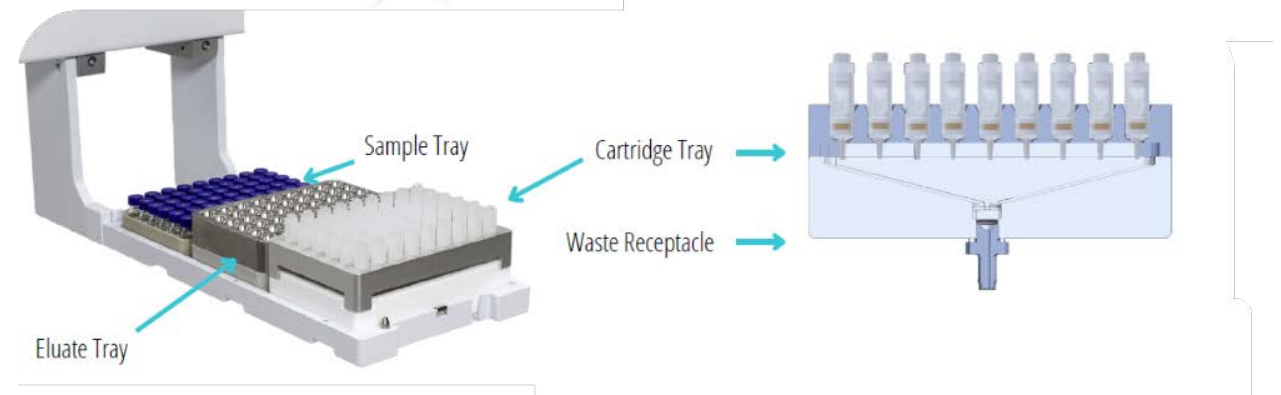 Sample Tray
Cartridge Tray
Waste Receptacle
Eluate Tray